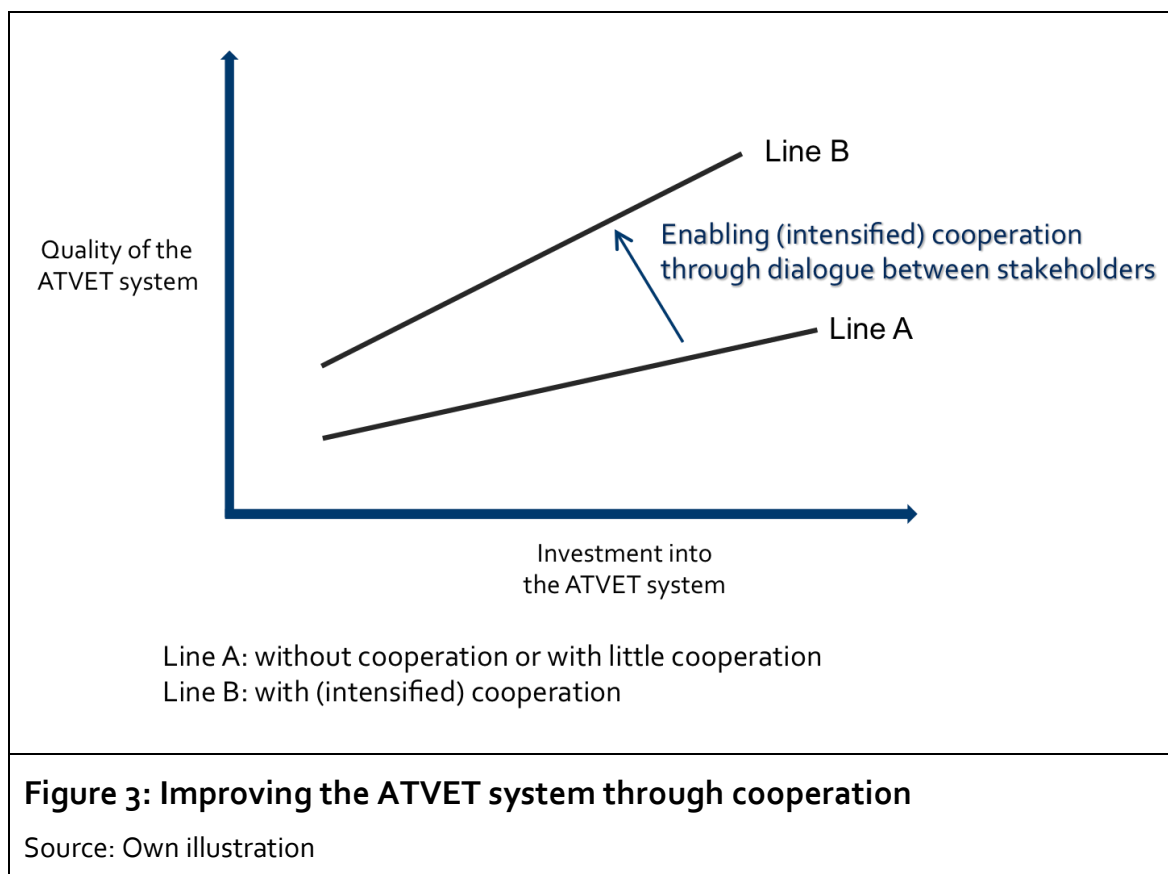 Line B
Quality of the
ATVET system
Enabling (intensified) cooperation
through dialogue between stakeholders
Line A
Investment into
the ATVET system
Line A: without cooperation or with little cooperation
Line B: with (intensified) cooperation
Figure 3: Improving the ATVET system through cooperation
Source: Own illustration